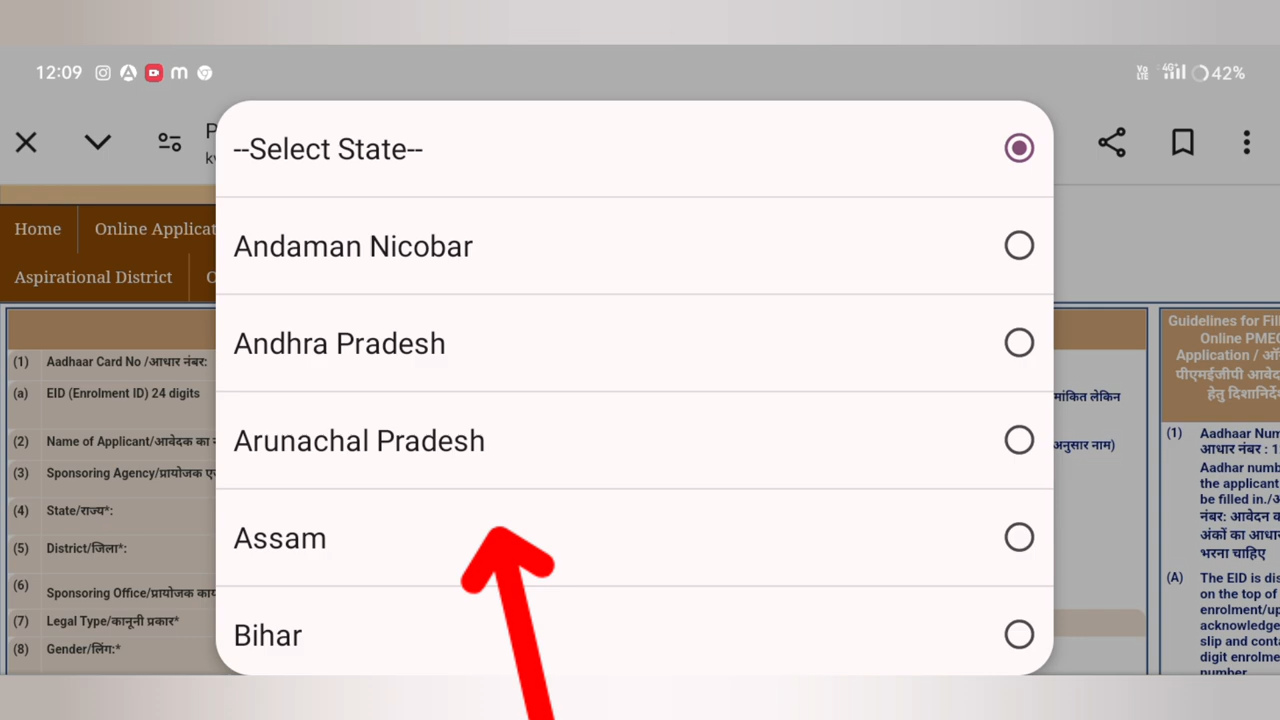 12:09
Vo LTE 4G+ 42%
--Select State--
Home
Online Applicat
Andaman Nicobar
Aspirational District
Andhra Pradesh
Guidelines for Fil
Online PMEG
Application / ऑ
पीएमईजीपी आवेद
हेतु दिशानिर्दे
(1) Aadhaar Card No /आधार नंबर:
(a) EID (Enrolment ID) 24 digits
मांकित लेकिन
Arunachal Pradesh
(2) Name of Applicant/आवेदक का
अनुसार नाम)
(3) Sponsoring Agency/प्रायोजक ए
(4) State/राज्य*:
Assam
(5) District/जिला*:
(6) Sponsoring Office/प्रायोजक का
(7) Legal Type/कानूनी प्रकार*
Bihar
(8) Gender/लिंग:*
(1) Aadhaar Num
आधार नंबर : 1
Aadhar numb
the applicant
be filled in./
नंबर: आवेदन क
अंकों का आधा
भरना चाहिए
(A) The EID is dis
on the top of
enrolment/up
acknowledge
slip and conta
digit enrolme
number